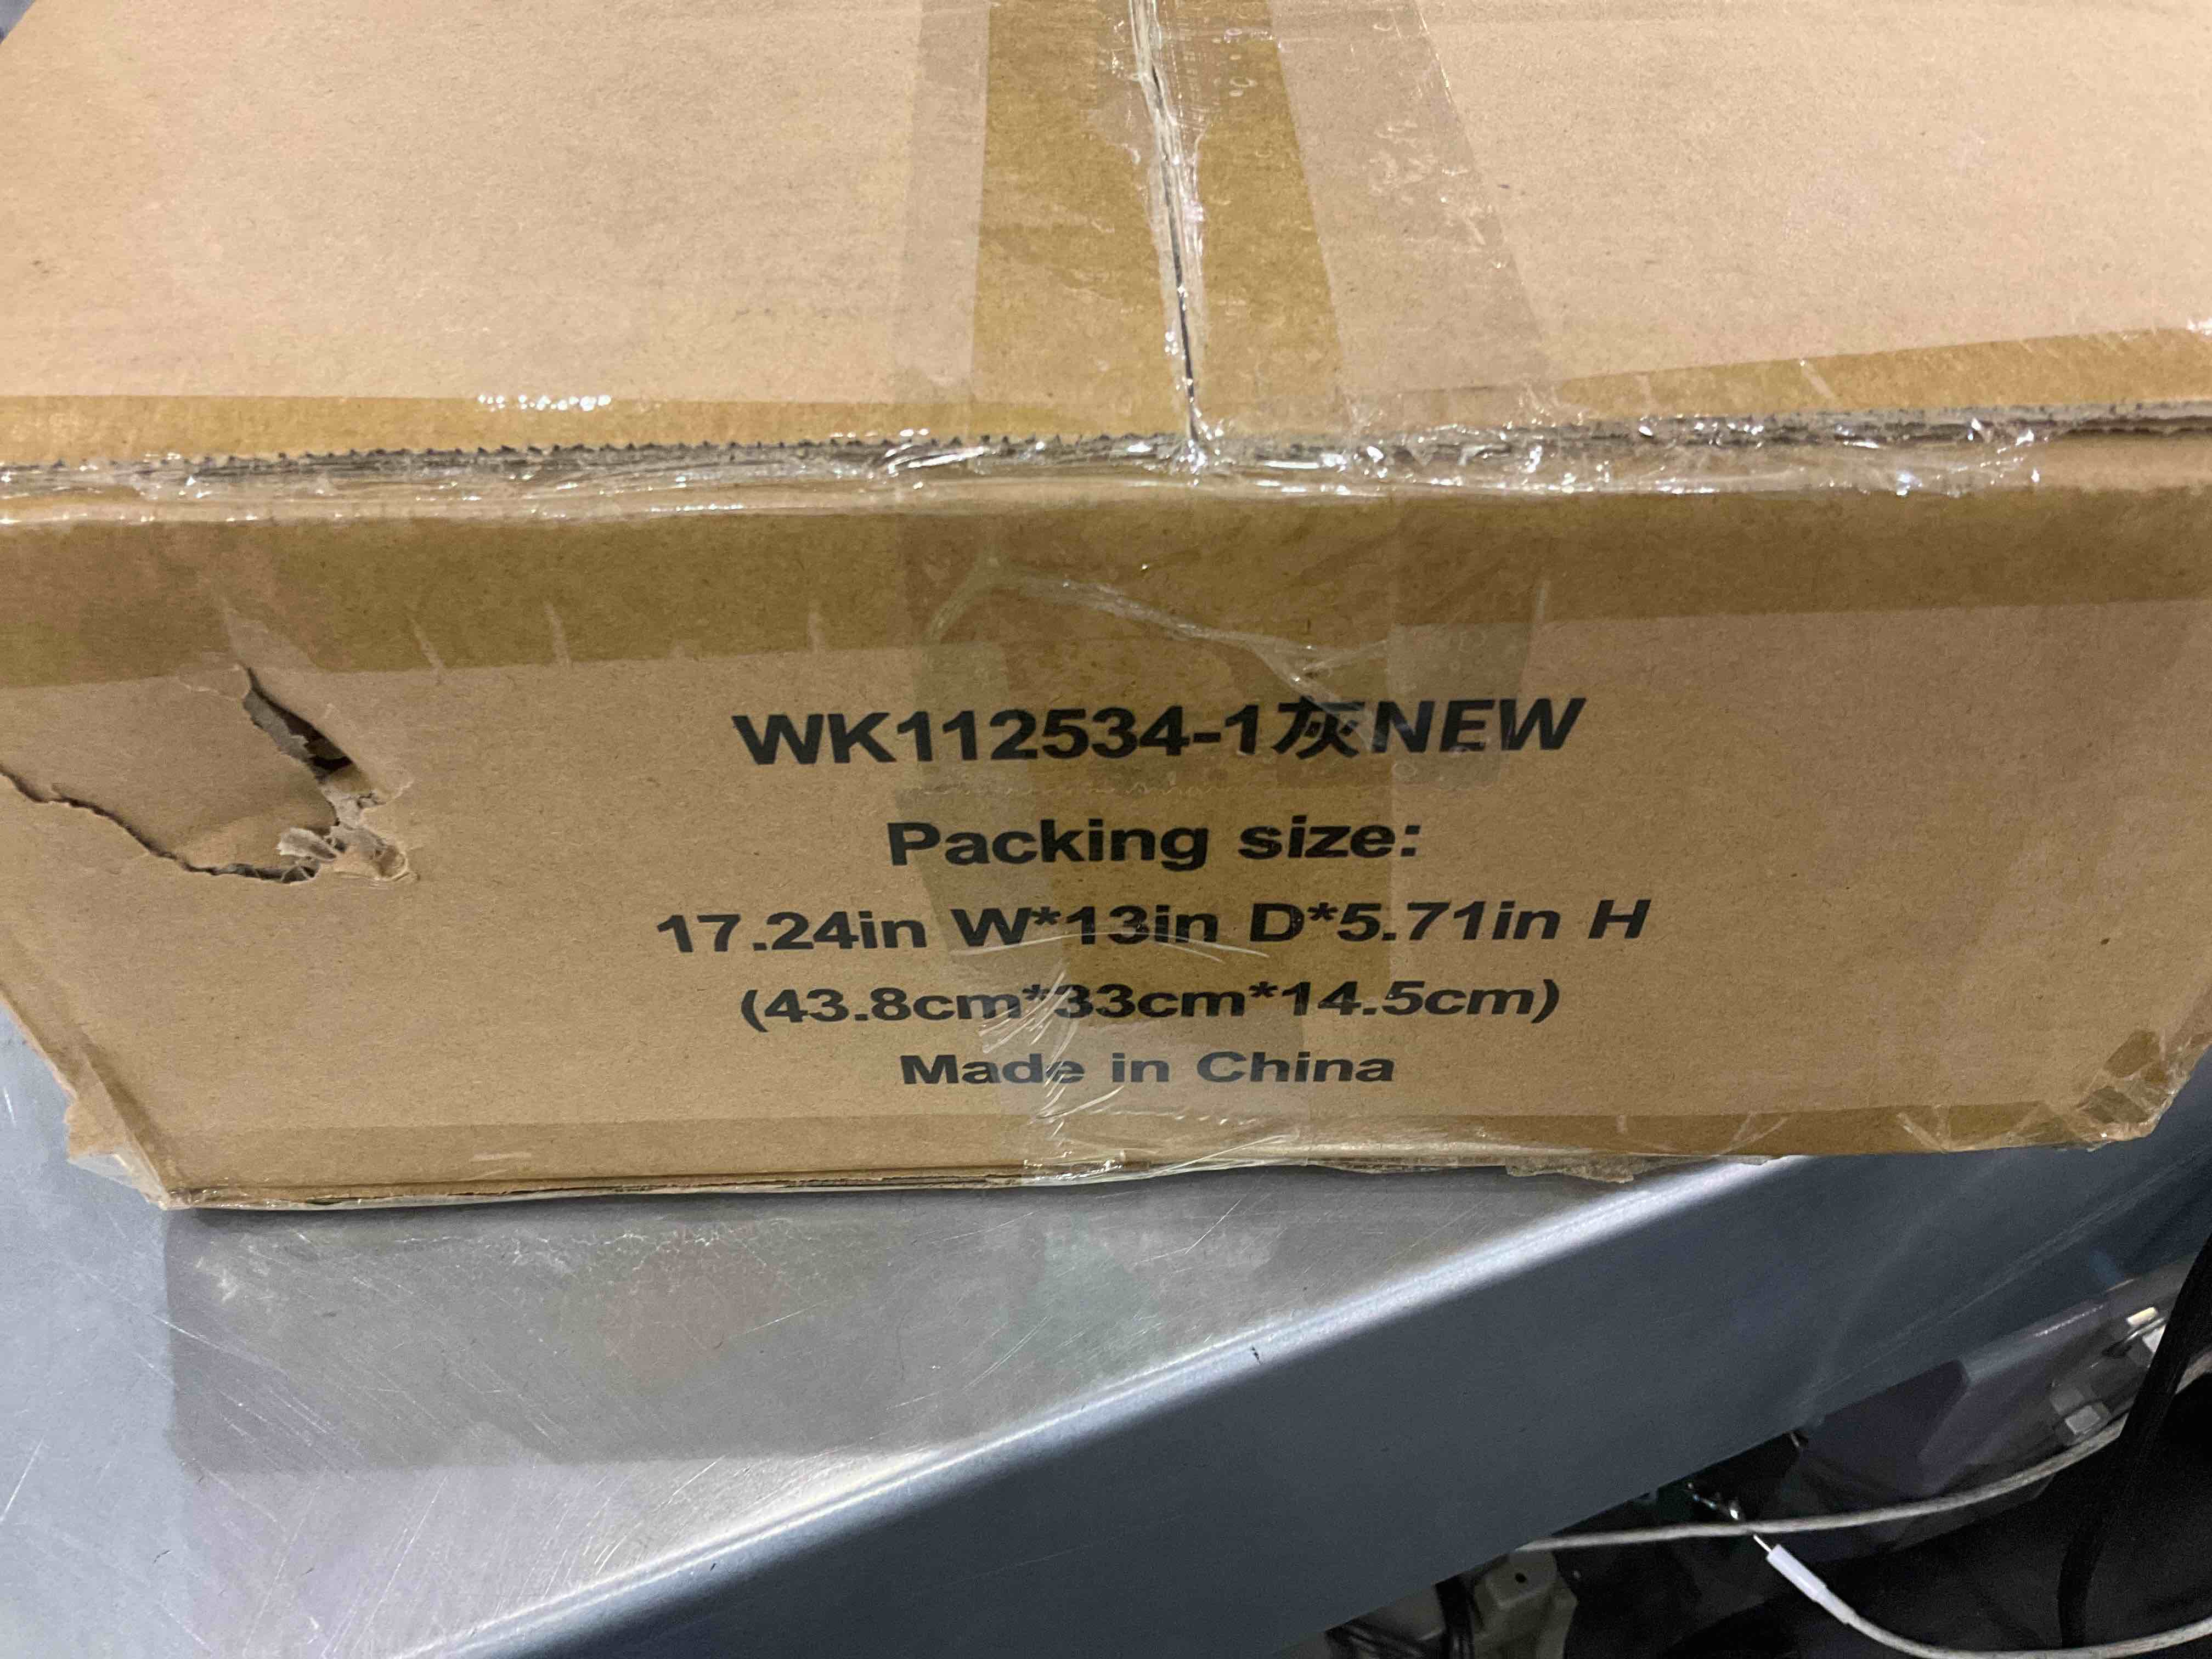 WK112534-1灰NEW
Packing size:
17.24in W*13in D*5.71in H
(43.8cm*33cm*14.5cm)
Made in China